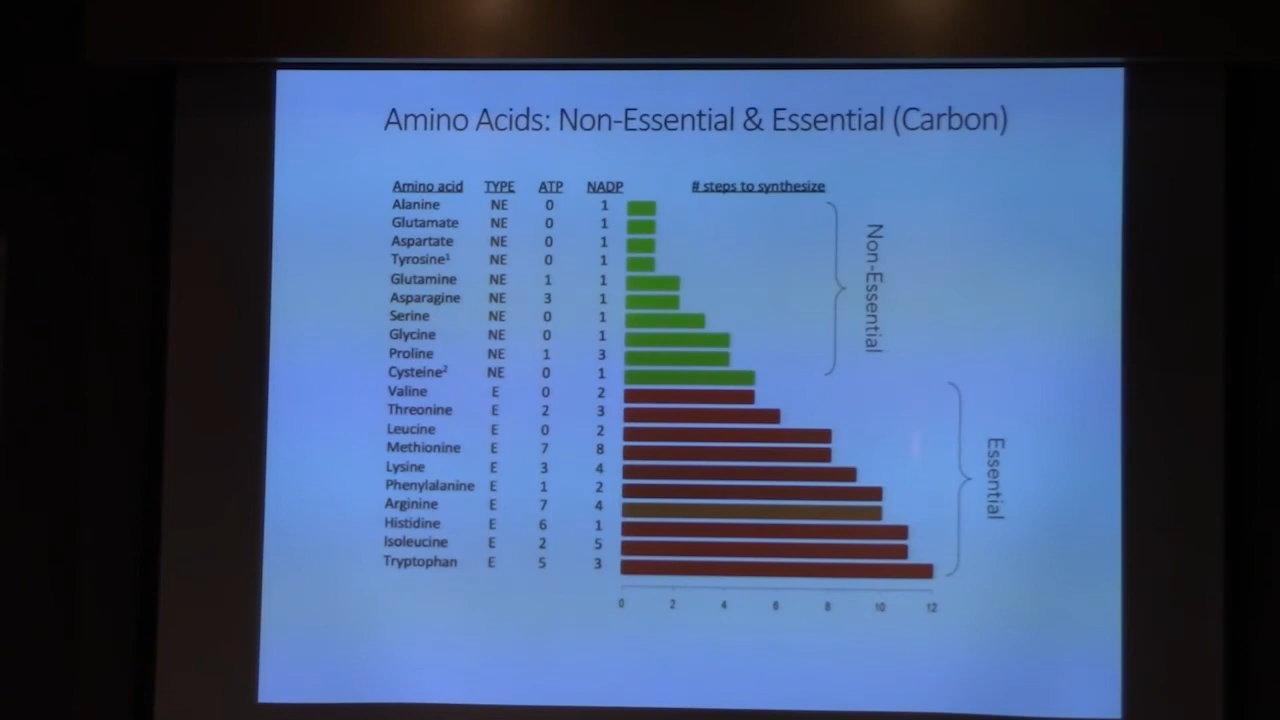 Amino Acids: Non-Essential & Essential (Carbon)
Amino acid TYPE ATP NADP # steps to synthesize
Alanine NE 0 1
Glutamate NE 0 1
Aspartate NE 0 1
Tyrosine¹ NE 0 1
Glutamine NE 1 1
Asparagine NE 3 1
Serine NE 0 1
Glycine NE 0 1
Proline NE 1 3
Cysteine² NE 0 1
Valine E 0 2
Threonine E 2 3
Leucine E 0 2
Methionine E 7 8
Lysine E 3 4
Phenylalanine E 1 2
Arginine E 7 4
Histidine E 6 1
Isoleucine E 2 5
Tryptophan E 5 3
0 2 4 6 8 10 12
Non-Essential
Essential